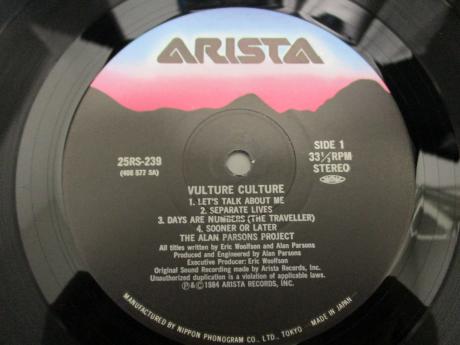 ARISTA
25RS-239
(406 577 SA)
SIDE 1
33⅓RPM
STEREO
VULTURE CULTURE
1. LET'S TALK ABOUT ME
2. SEPARATE LIVES
3. DAYS ARE NUMBERS (THE TRAVELLER)
4. SOONER OR LATER
THE ALAN PARSONS PROJECT
All titles written by Eric Woolfson and Alan Parsons
Produced and Engineered by Alan Parsons
Executive Producer: Eric Woolfson
Original Sound Recording made by Arista Records, Inc.
Unauthorized duplication is a violation of applicable laws.
℗&©1984 ARISTA RECORDS, INC.
MANUFACTURED BY NIPPON PHONOGRAM CO., LTD., TOKYO · MADE IN JAPAN